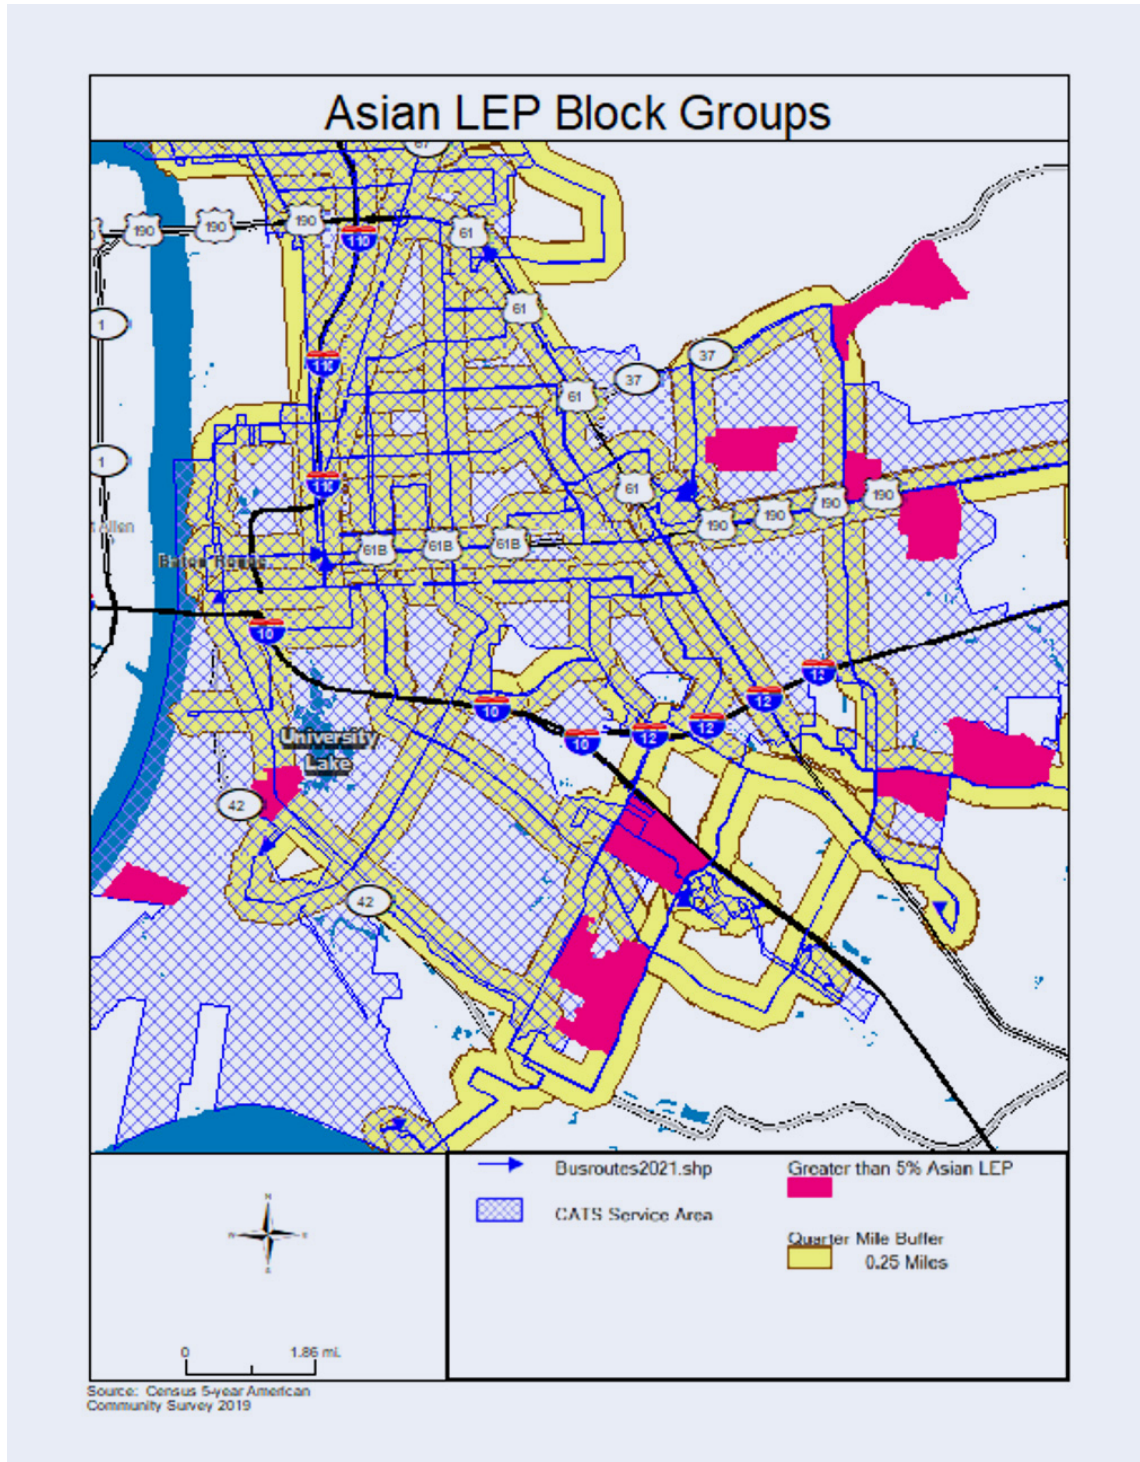 Asian LEP Block Groups
67
190
190
190
61
110
1
61
110
37
37
61
1
110
61
190
190
190
190
Allen
61B
61B
61B
Baton Rouge
10
12
12
10
12
10
University
Lake
42
42
Busroutes2021.shp
Greater than 5% Asian LEP
CATS Service Area
Quarter Mile Buffer
0.25 Miles
N
0
1.86 mi.
Source: Census 5-year American
Community Survey 2019